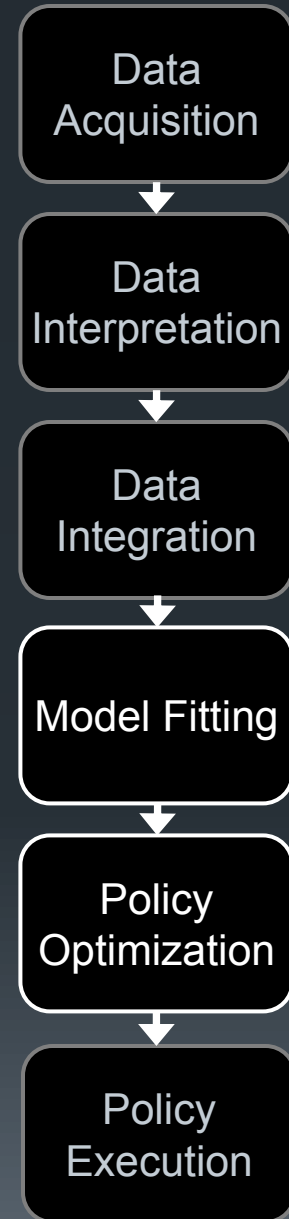 Data
Acquisition
Data
Interpretation
Data
Integration
Model Fitting
Policy
Optimization
Policy
Execution